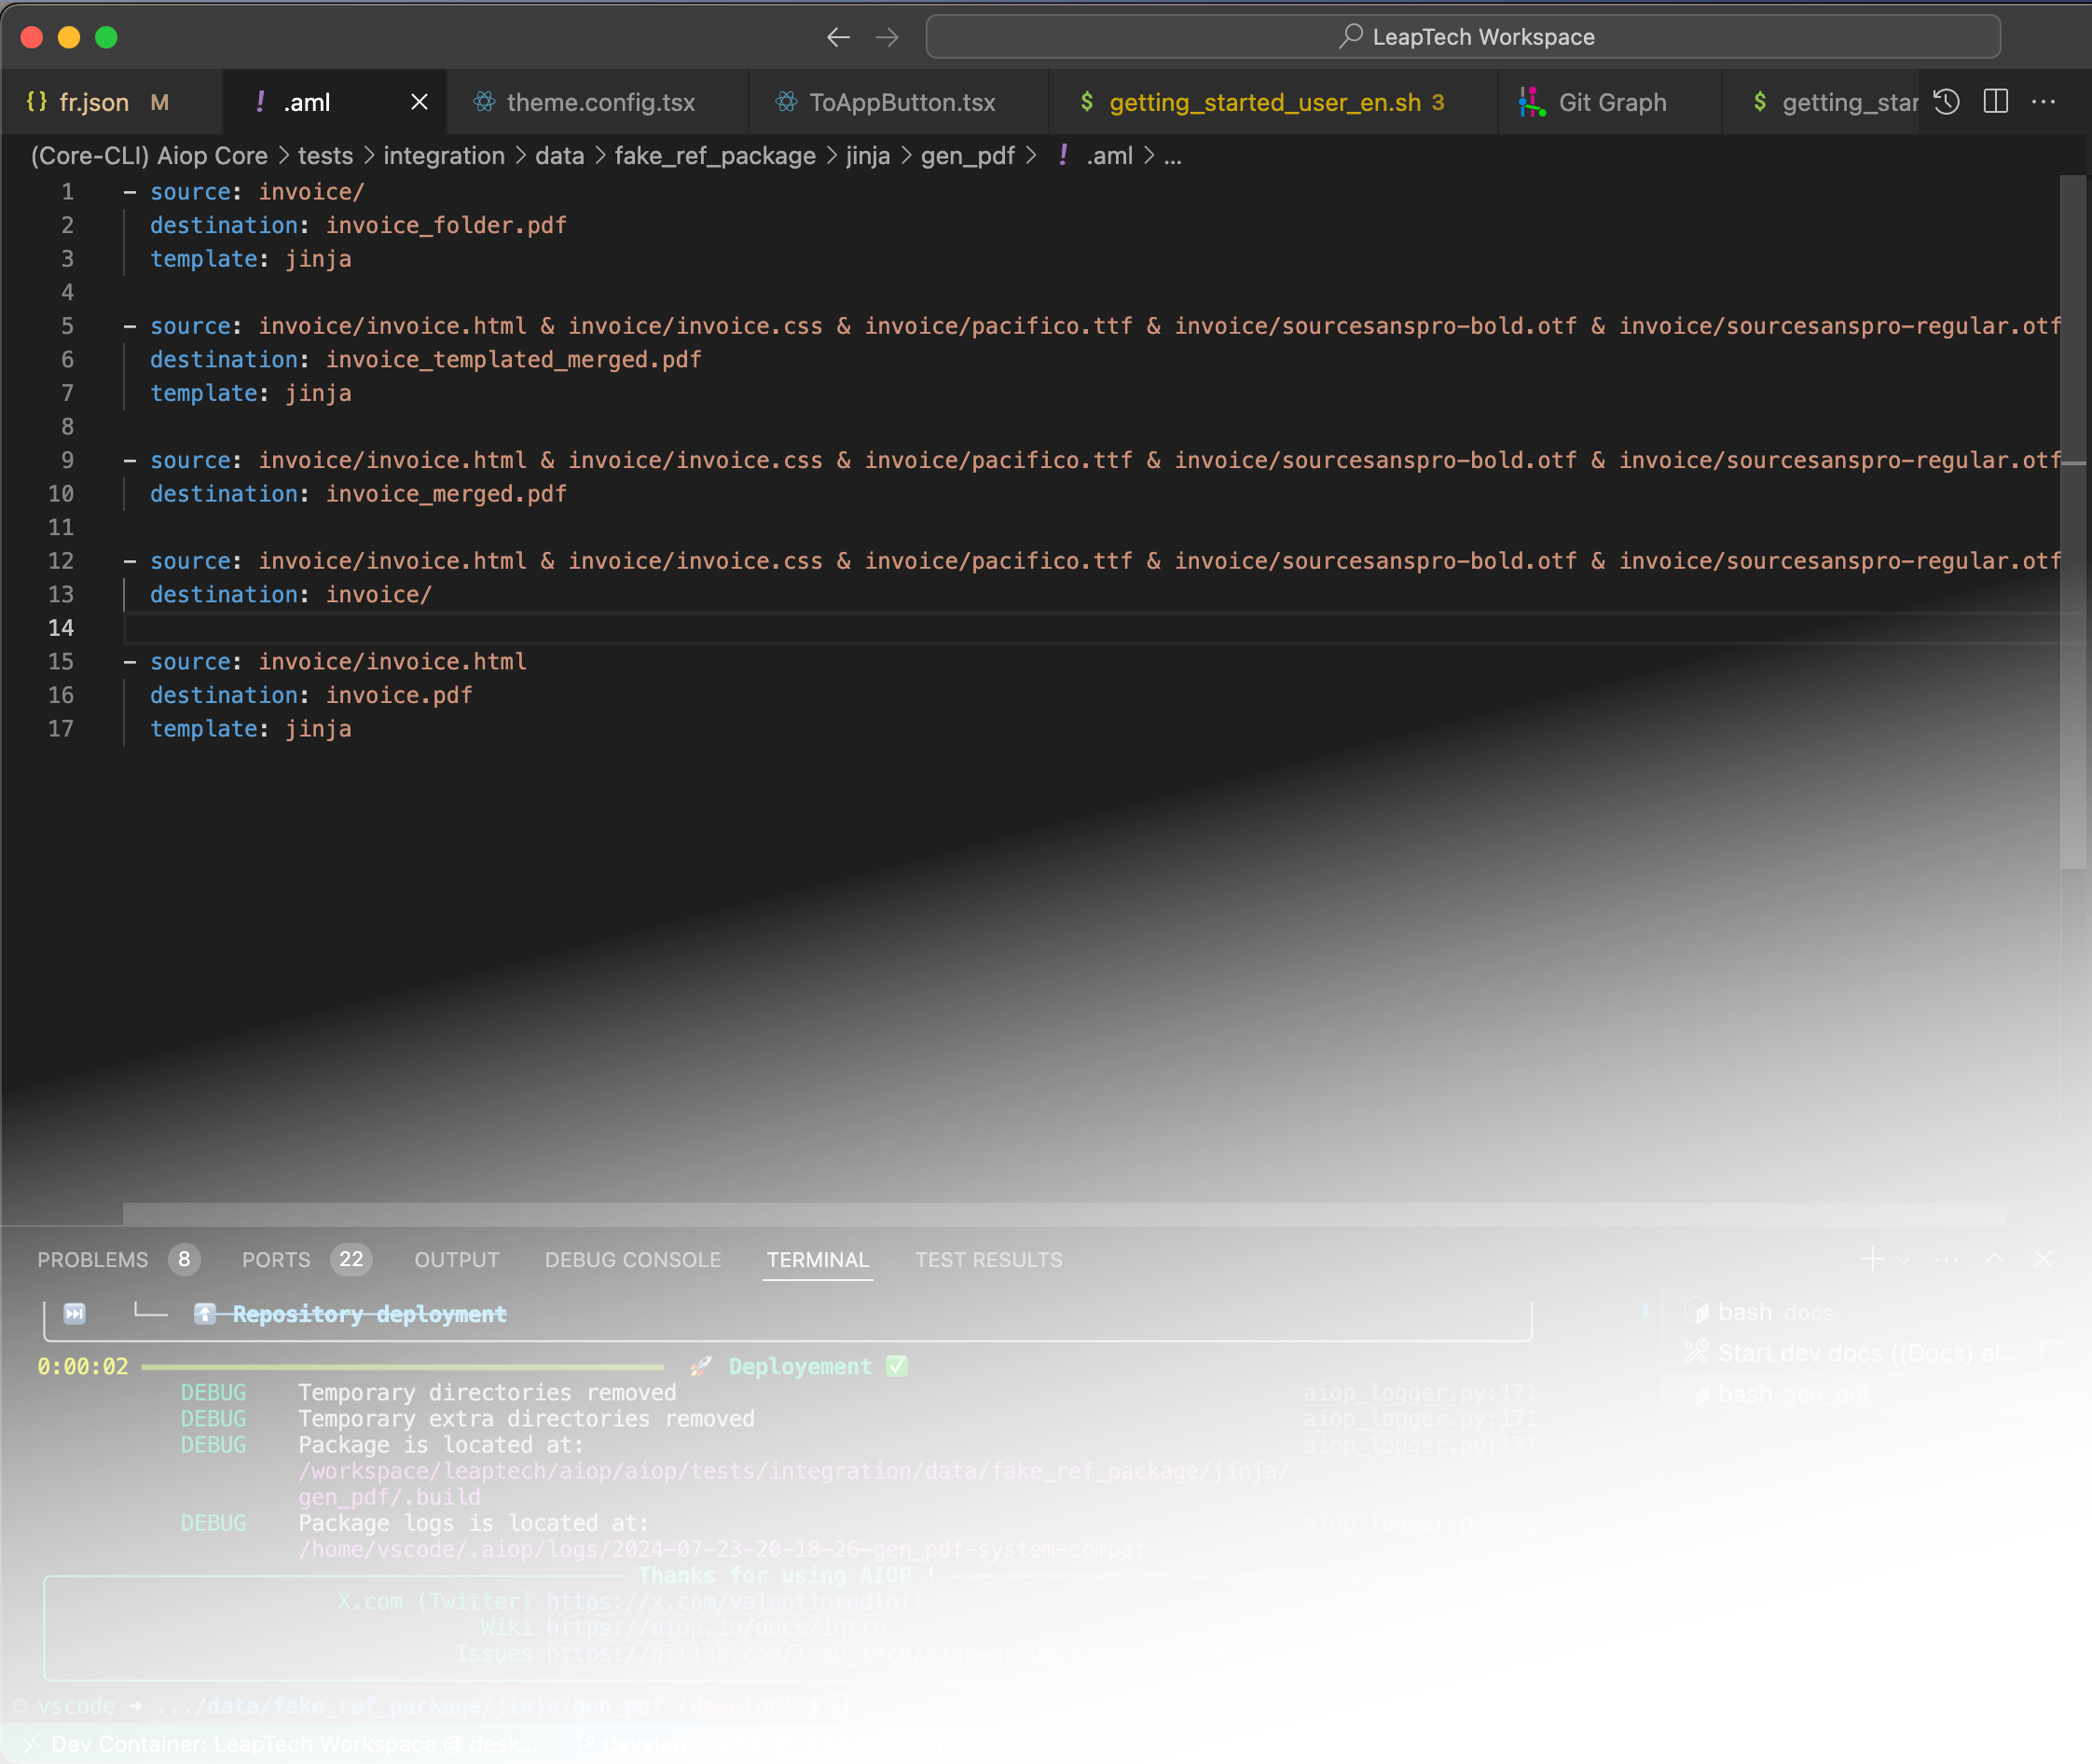 LeapTech Workspace
{} fr.json M ! .aml theme.config.tsx ToAppButton.tsx $ getting_started_user_en.sh 3 Git Graph $ getting_star
(Core-CLI) Aiop Core > tests > integration > data > fake_ref_package > jinja > gen_pdf > ! .aml > ...
1 - source: invoice/
2 destination: invoice_folder.pdf
3 template: jinja
4
5 - source: invoice/invoice.html & invoice/invoice.css & invoice/pacifico.ttf & invoice/sourcesanspro-bold.otf & invoice/sourcesanspro-regular.otf
6 destination: invoice_templated_merged.pdf
7 template: jinja
8
9 - source: invoice/invoice.html & invoice/invoice.css & invoice/pacifico.ttf & invoice/sourcesanspro-bold.otf & invoice/sourcesanspro-regular.otf
10 destination: invoice_merged.pdf
11
12 - source: invoice/invoice.html & invoice/invoice.css & invoice/pacifico.ttf & invoice/sourcesanspro-bold.otf & invoice/sourcesanspro-regular.otf
13 destination: invoice/
14
15 - source: invoice/invoice.html
16 destination: invoice.pdf
17 template: jinja
PROBLEMS 8 PORTS 22 OUTPUT DEBUG CONSOLE TERMINAL TEST RESULTS
Repository deployment
bash docs
Start dev docs ((Docs) ai...
bash gen_pdf
0:00:02 🚀 Deployement ✅
DEBUG Temporary directories removed aiop_logger.py:171
DEBUG Temporary extra directories removed aiop_logger.py:171
DEBUG Package is located at: aiop_logger.py:171
/workspace/leaptech/aiop/aiop/tests/integration/data/fake_ref_package/jinja/
gen_pdf/.build
DEBUG Package logs is located at: aiop_logger.py:171
/home/vscode/.aiop/logs/2024-07-23-20-18-26-gen_pdf-system-compat
Thanks for using AIOP !
X.com (Twitter) https://x.com/valentinrudlof1
Wiki https://aiop.io/docs/intro
Issues
vscode ➜ .../data/fake_ref_package/jinja/gen_pdf (develop) $
Dev Container: LeapTech Workspace @ desk... develop